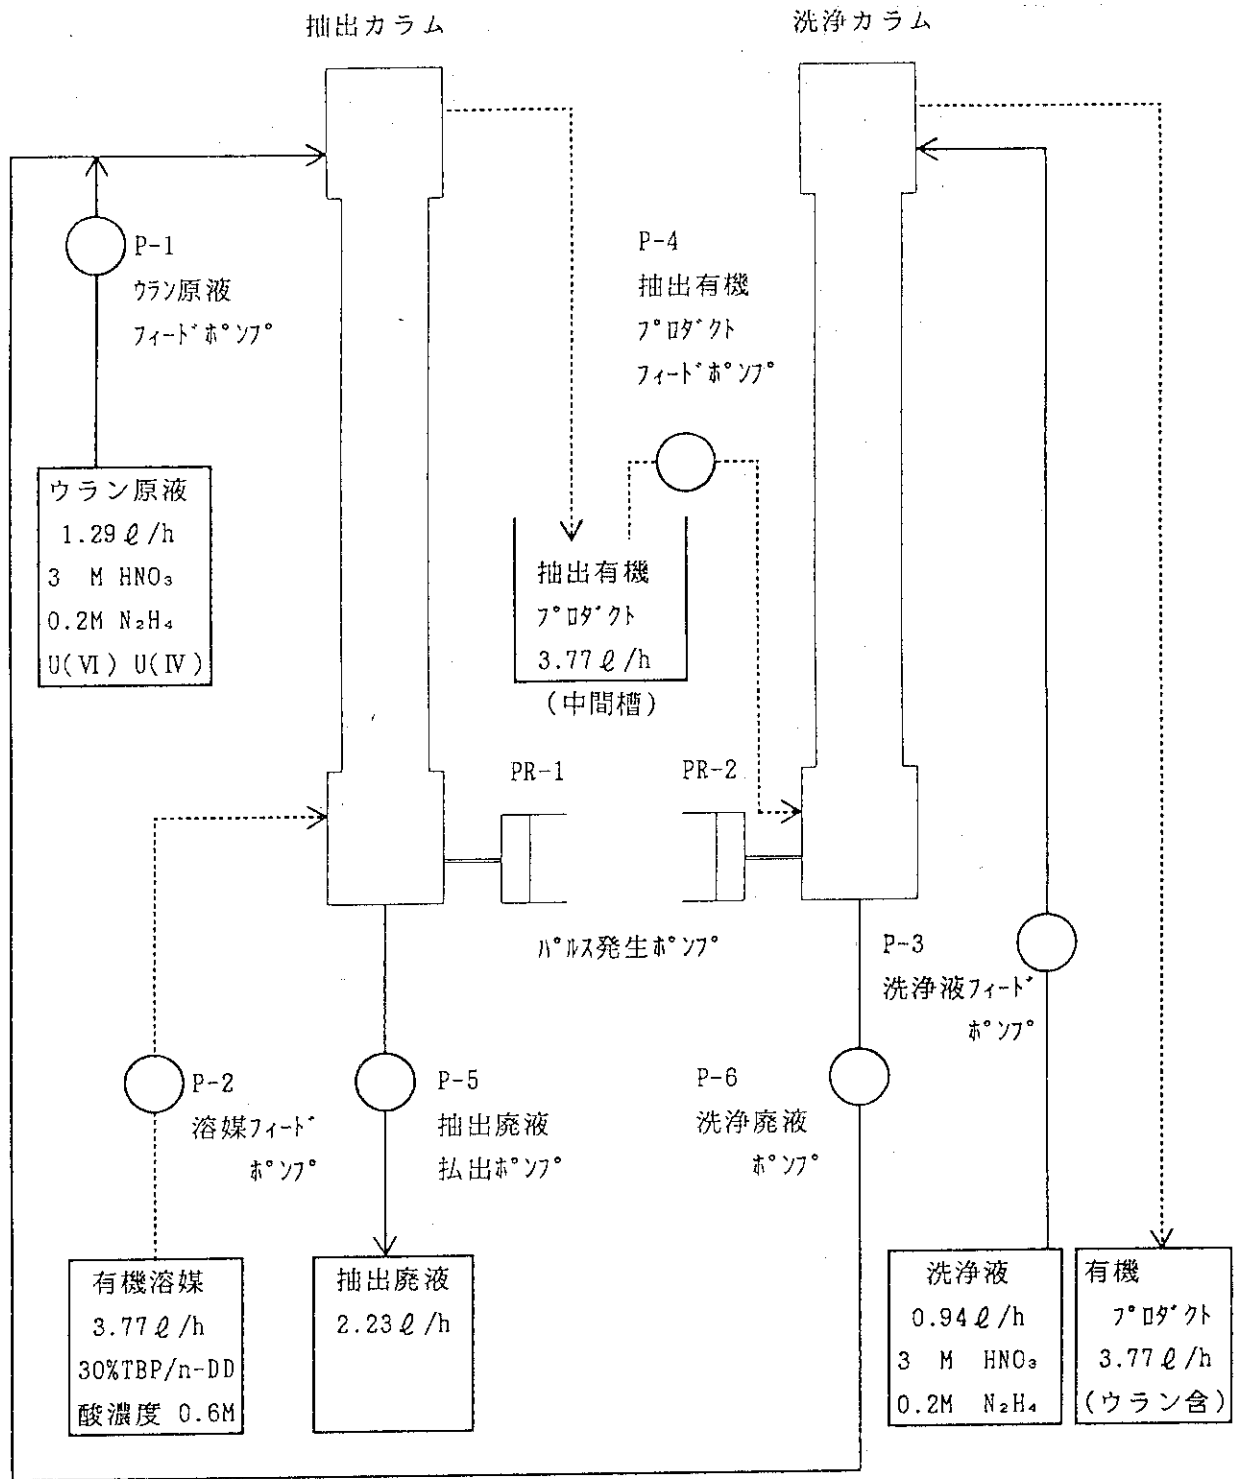 抽出カラム
洗浄カラム
P-1
ウラン原液
フィードポンプ
P-4
抽出有機
プロダクト
フィードポンプ
ウラン原液
1.29ℓ/h
3 M HNO₃
0.2M N₂H₄
U(Ⅵ) U(Ⅳ)
抽出有機
プロダクト
3.77ℓ/h
(中間槽)
PR-1
PR-2
パルス発生ポンプ
P-3
洗浄液フィード
ポンプ
P-2
溶媒フィード
ポンプ
P-5
抽出廃液
払出ポンプ
P-6
洗浄廃液
ポンプ
有機溶媒
3.77ℓ/h
30%TBP/n-DD
酸濃度 0.6M
抽出廃液
2.23ℓ/h
洗浄液
0.94ℓ/h
3 M HNO₃
0.2M N₂H₄
有機
プロダクト
3.77ℓ/h
(ウラン含)